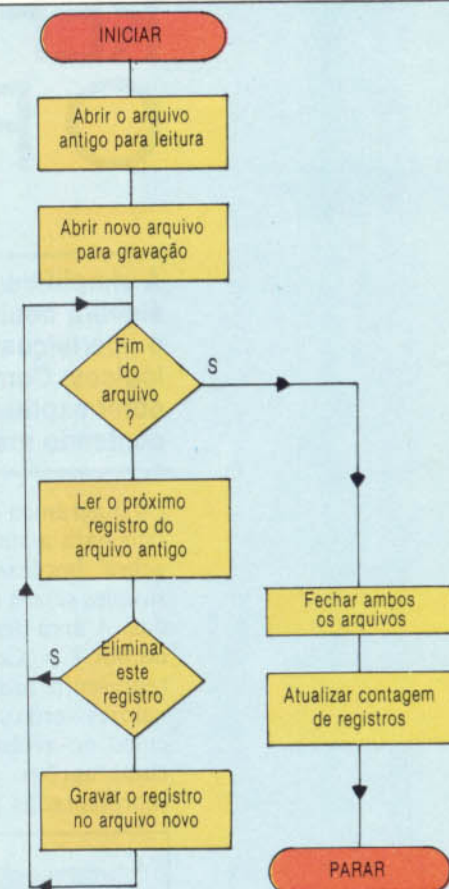 INICIAR
Abrir o arquivo
antigo para leitura
Abrir novo arquivo
para gravação
Fim
do
arquivo
?
S
Ler o próximo
registro do
arquivo antigo
Eliminar
este
registro
?
S
Gravar o registro
no arquivo novo
Fechar ambos
os arquivos
Atualizar contagem
de registros
PARAR